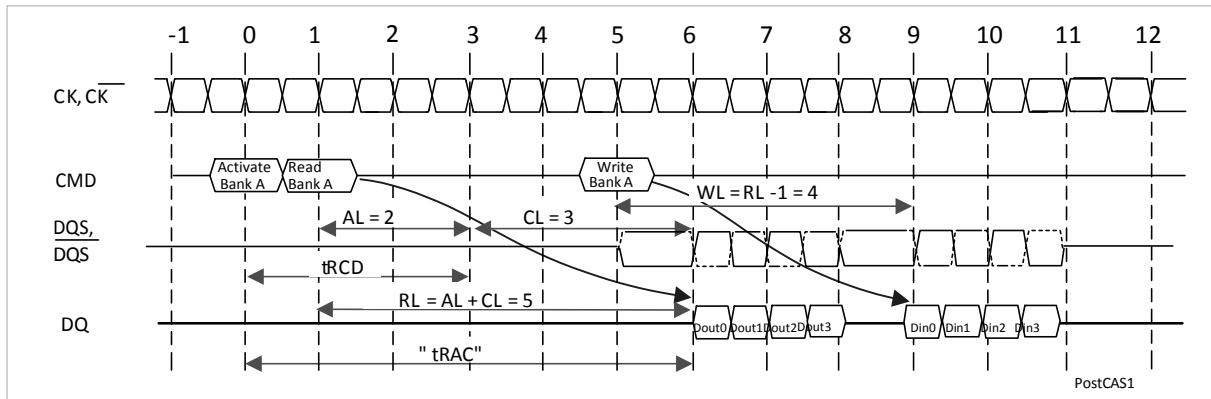 -1 0 1 2 3 4 5 6 7 8 9 10 11 12
CK, CK
CMD
Activate Bank A
Read Bank A
Write Bank A
WL = RL -1 = 4
AL = 2
CL = 3
DQS,
DQS
tRCD
RL = AL + CL = 5
DQ
Dout0 Dout1 Dout2 Dout3
Din0 Din1 Din2 Din3
" tRAC"
PostCAS1